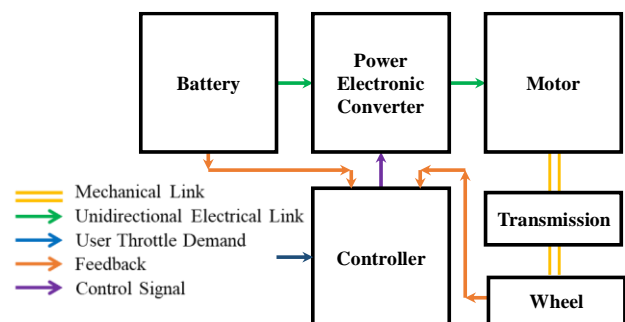 Battery
Power
Electronic
Converter
Motor
Mechanical Link
Unidirectional Electrical Link
User Throttle Demand
Feedback
Control Signal
Controller
Transmission
Wheel